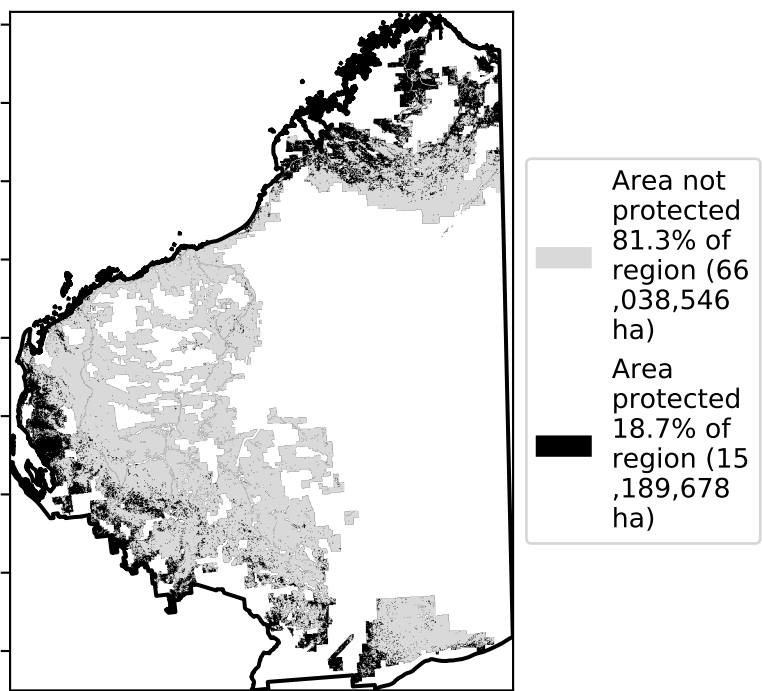 Area not
protected
81.3% of
region (66
,038,546
ha)
Area
protected
18.7% of
region (15
,189,678
ha)